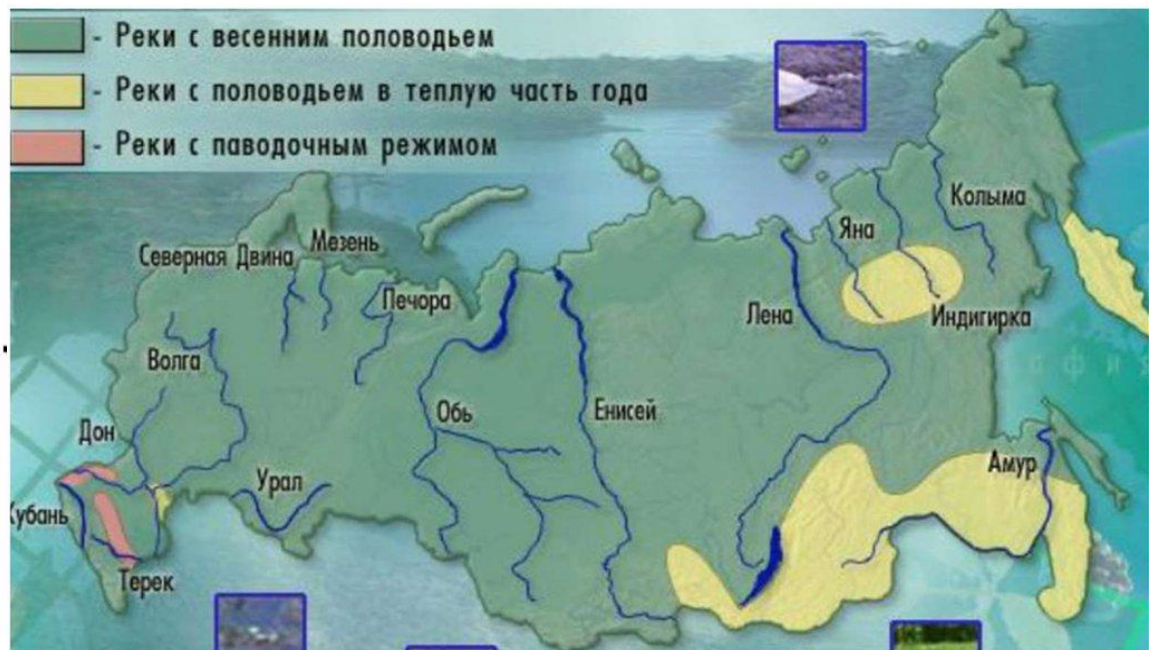 - Реки с весенним половодьем
- Реки с половодьем в теплую часть года
- Реки с паводочным режимом
Колыма
Яна
Мезень
Северная Двина
Печора
Лена
Индигирка
Волга
Обь
Енисей
Дон
Амур
Урал
Кубань
Терек